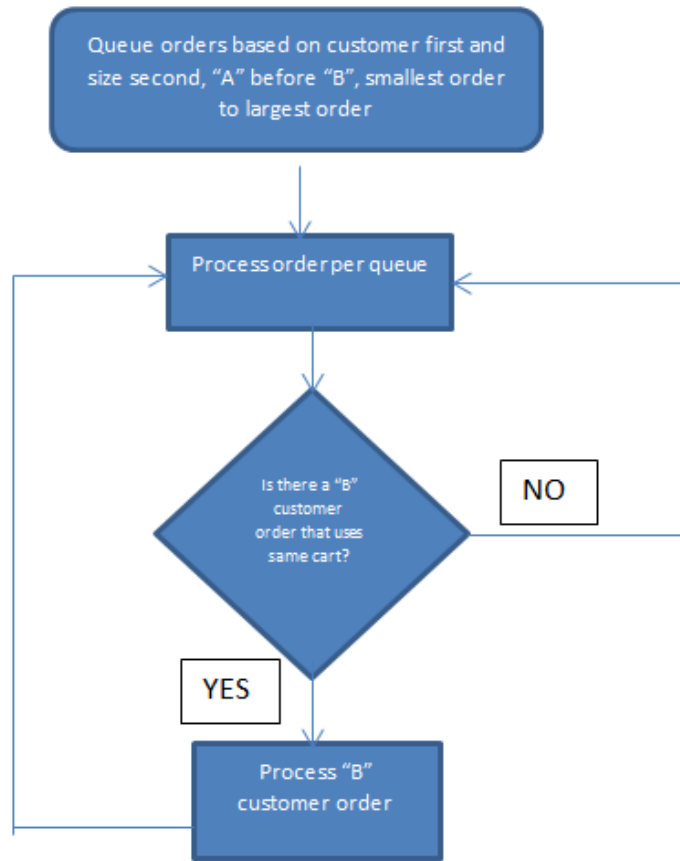 Queue orders based on customer first and
size second, “A” before “B”, smallest order
to largest order
Process order per queue
Is there a “B”
customer
order that uses
same cart?
NO
YES
Process “B”
customer order